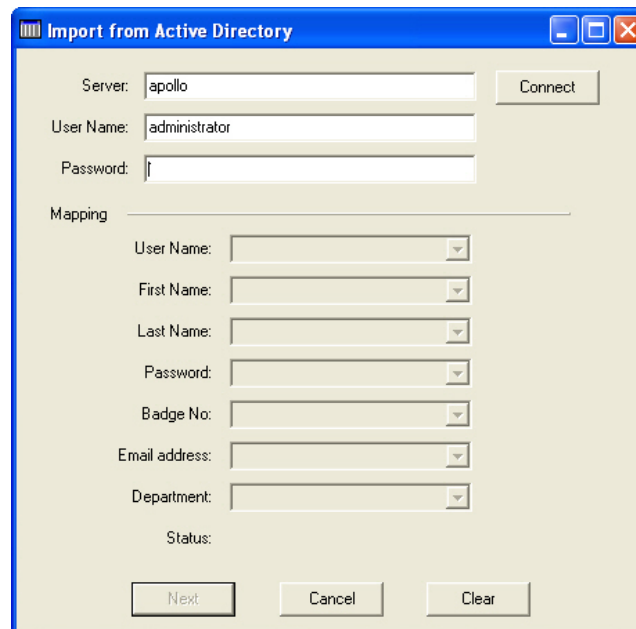 Import from Active Directory
Server: apollo Connect
User Name: administrator
Password:
Mapping
User Name:
First Name:
Last Name:
Password:
Badge No:
Email address:
Department:
Status:
Next Cancel Clear